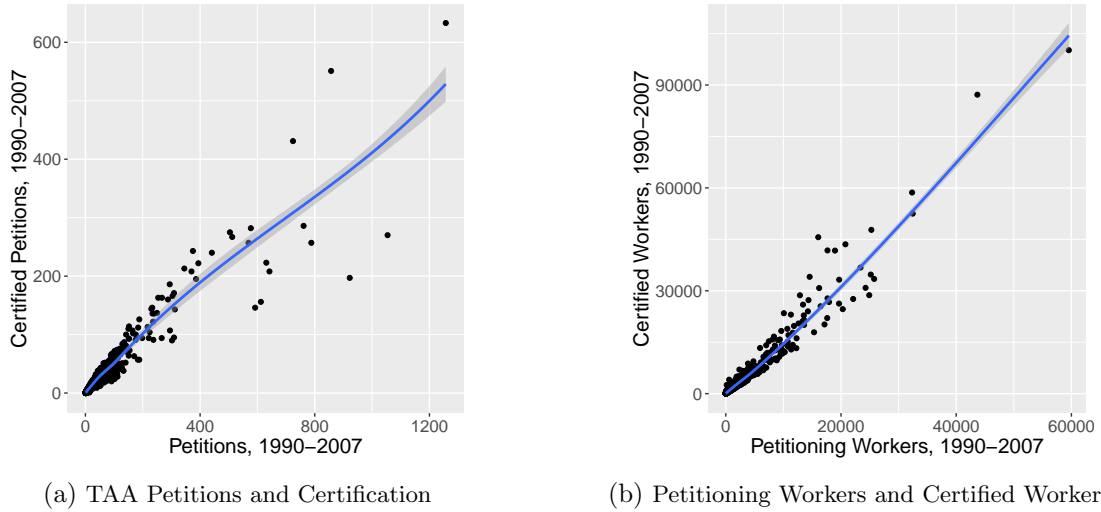 600
400
200
0
0
400
800
1200
Certified Petitions, 1990−2007
Petitions, 1990−2007
(a) TAA Petitions and Certification
90000
60000
30000
0
0
20000
40000
60000
Certified Workers, 1990−2007
Petitioning Workers, 1990−2007
(b) Petitioning Workers and Certified Worker